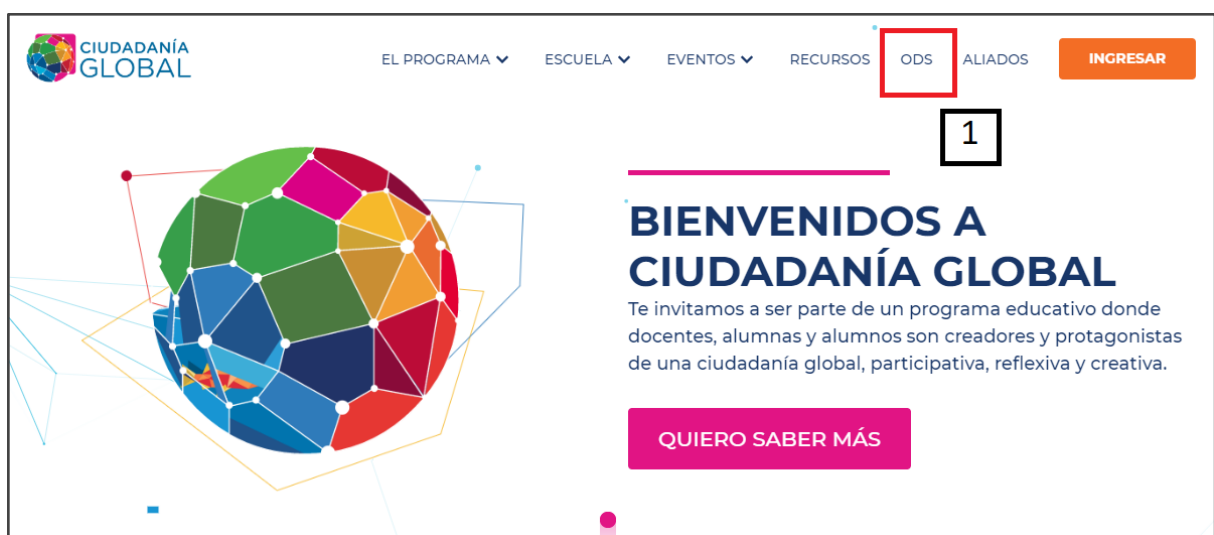 CIUDADANÍA
GLOBAL
EL PROGRAMA
ESCUELA
EVENTOS
RECURSOS
ODS
ALIADOS
INGRESAR
1
BIENVENIDOS A
CIUDADANÍA GLOBAL
Te invitamos a ser parte de un programa educativo donde
docentes, alumnas y alumnos son creadores y protagonistas
de una ciudadanía global, participativa, reflexiva y creativa.
QUIERO SABER MÁS